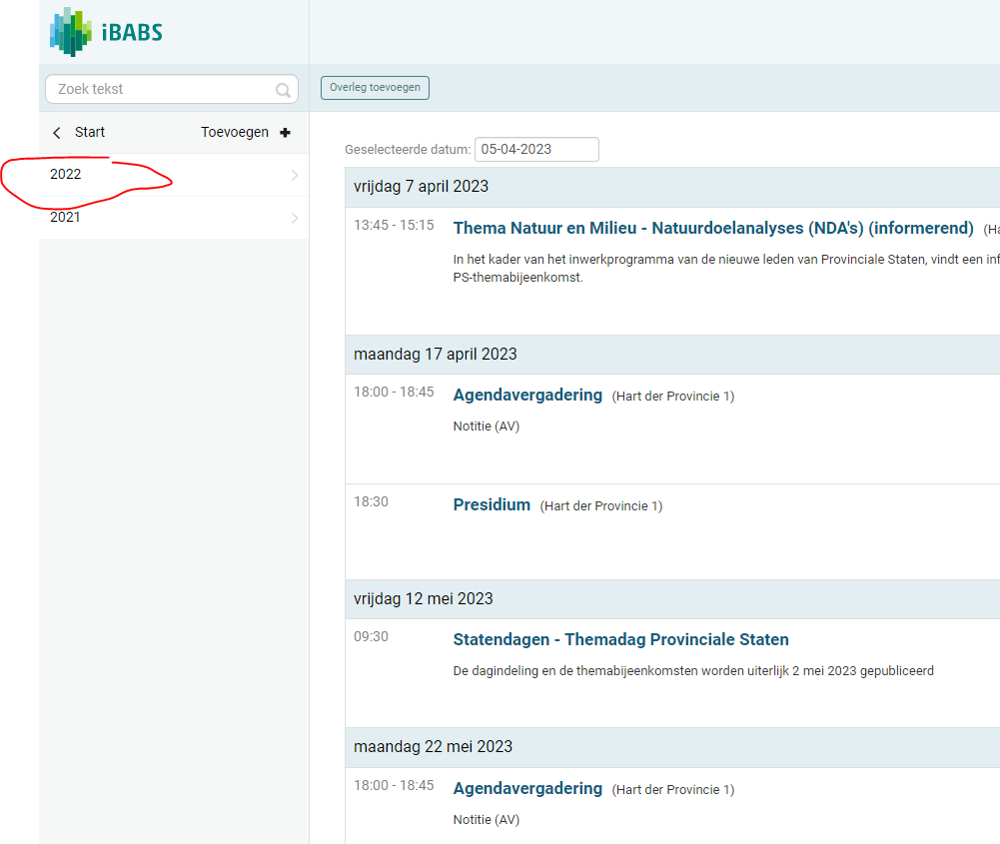 iBABS
Zoek tekst
Overleg toevoegen
Start
Toevoegen
2022
2021
Geselecteerde datum: 05-04-2023
vrijdag 7 april 2023
13:45 - 15:15 Thema Natuur en Milieu - Natuurdoelanalyses (NDA's) (informerend)
In het kader van het inwerkprogramma van de nieuwe leden van Provinciale Staten, vindt een
PS-themabijeenkomst.
maandag 17 april 2023
18:00 - 18:45 Agendavergadering (Hart der Provincie 1)
Notitie (AV)
18:30 Presidium (Hart der Provincie 1)
vrijdag 12 mei 2023
09:30 Statendagen - Themadag Provinciale Staten
De dagindeling en de themabijeenkomsten worden uiterlijk 2 mei 2023 gepubliceerd
maandag 22 mei 2023
18:00 - 18:45 Agendavergadering (Hart der Provincie 1)
Notitie (AV)